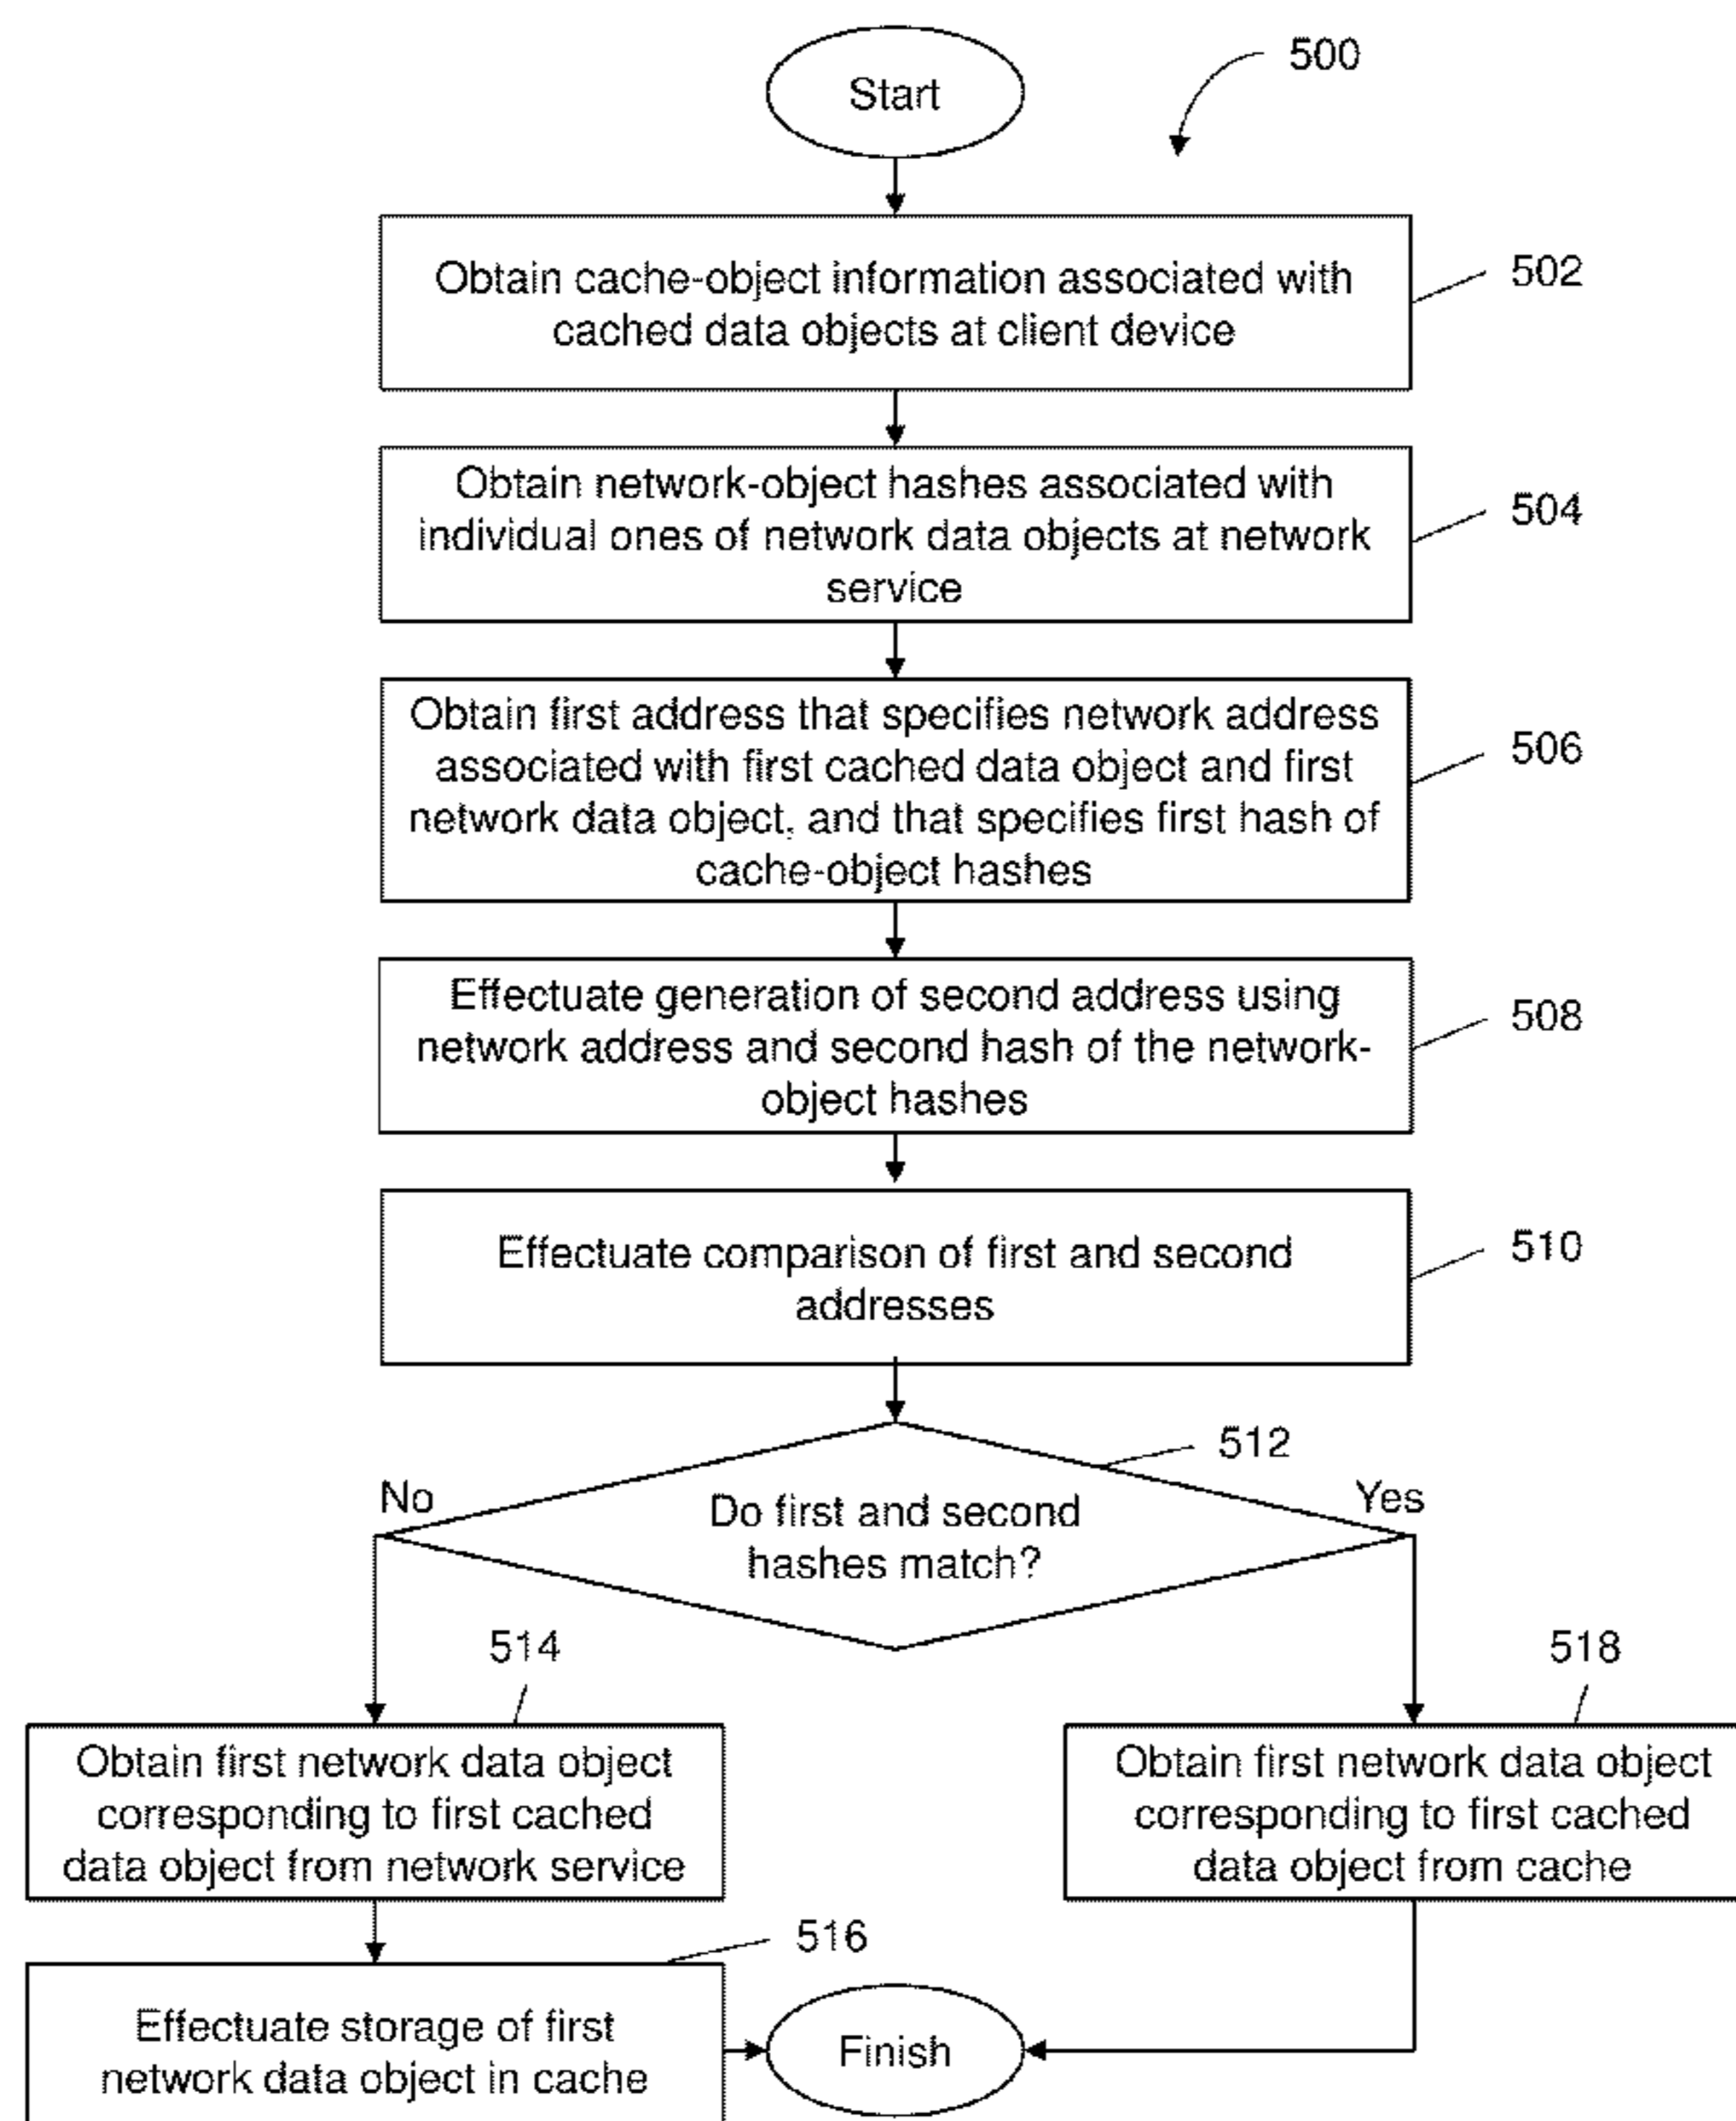 Start
500
Obtain cache-object information associated with
cached data objects at client device
502
Obtain network-object hashes associated with
individual ones of network data objects at network
service
504
Obtain first address that specifies network address
associated with first cached data object and first
network data object, and that specifies first hash of
cache-object hashes
506
Effectuate generation of second address using
network address and second hash of the network-
object hashes
508
Effectuate comparison of first and second
addresses
510
512
No
Yes
Do first and second
hashes match?
514
518
Obtain first network data object
corresponding to first cached
data object from network service
Obtain first network data object
corresponding to first cached
data object from cache
516
Effectuate storage of first
network data object in cache
Finish